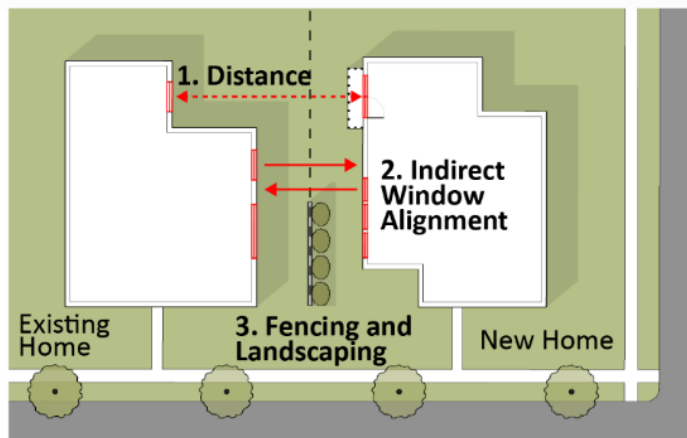 1. Distance
2. Indirect
Window
Alignment
3. Fencing and
Landscaping
Existing
Home
New Home